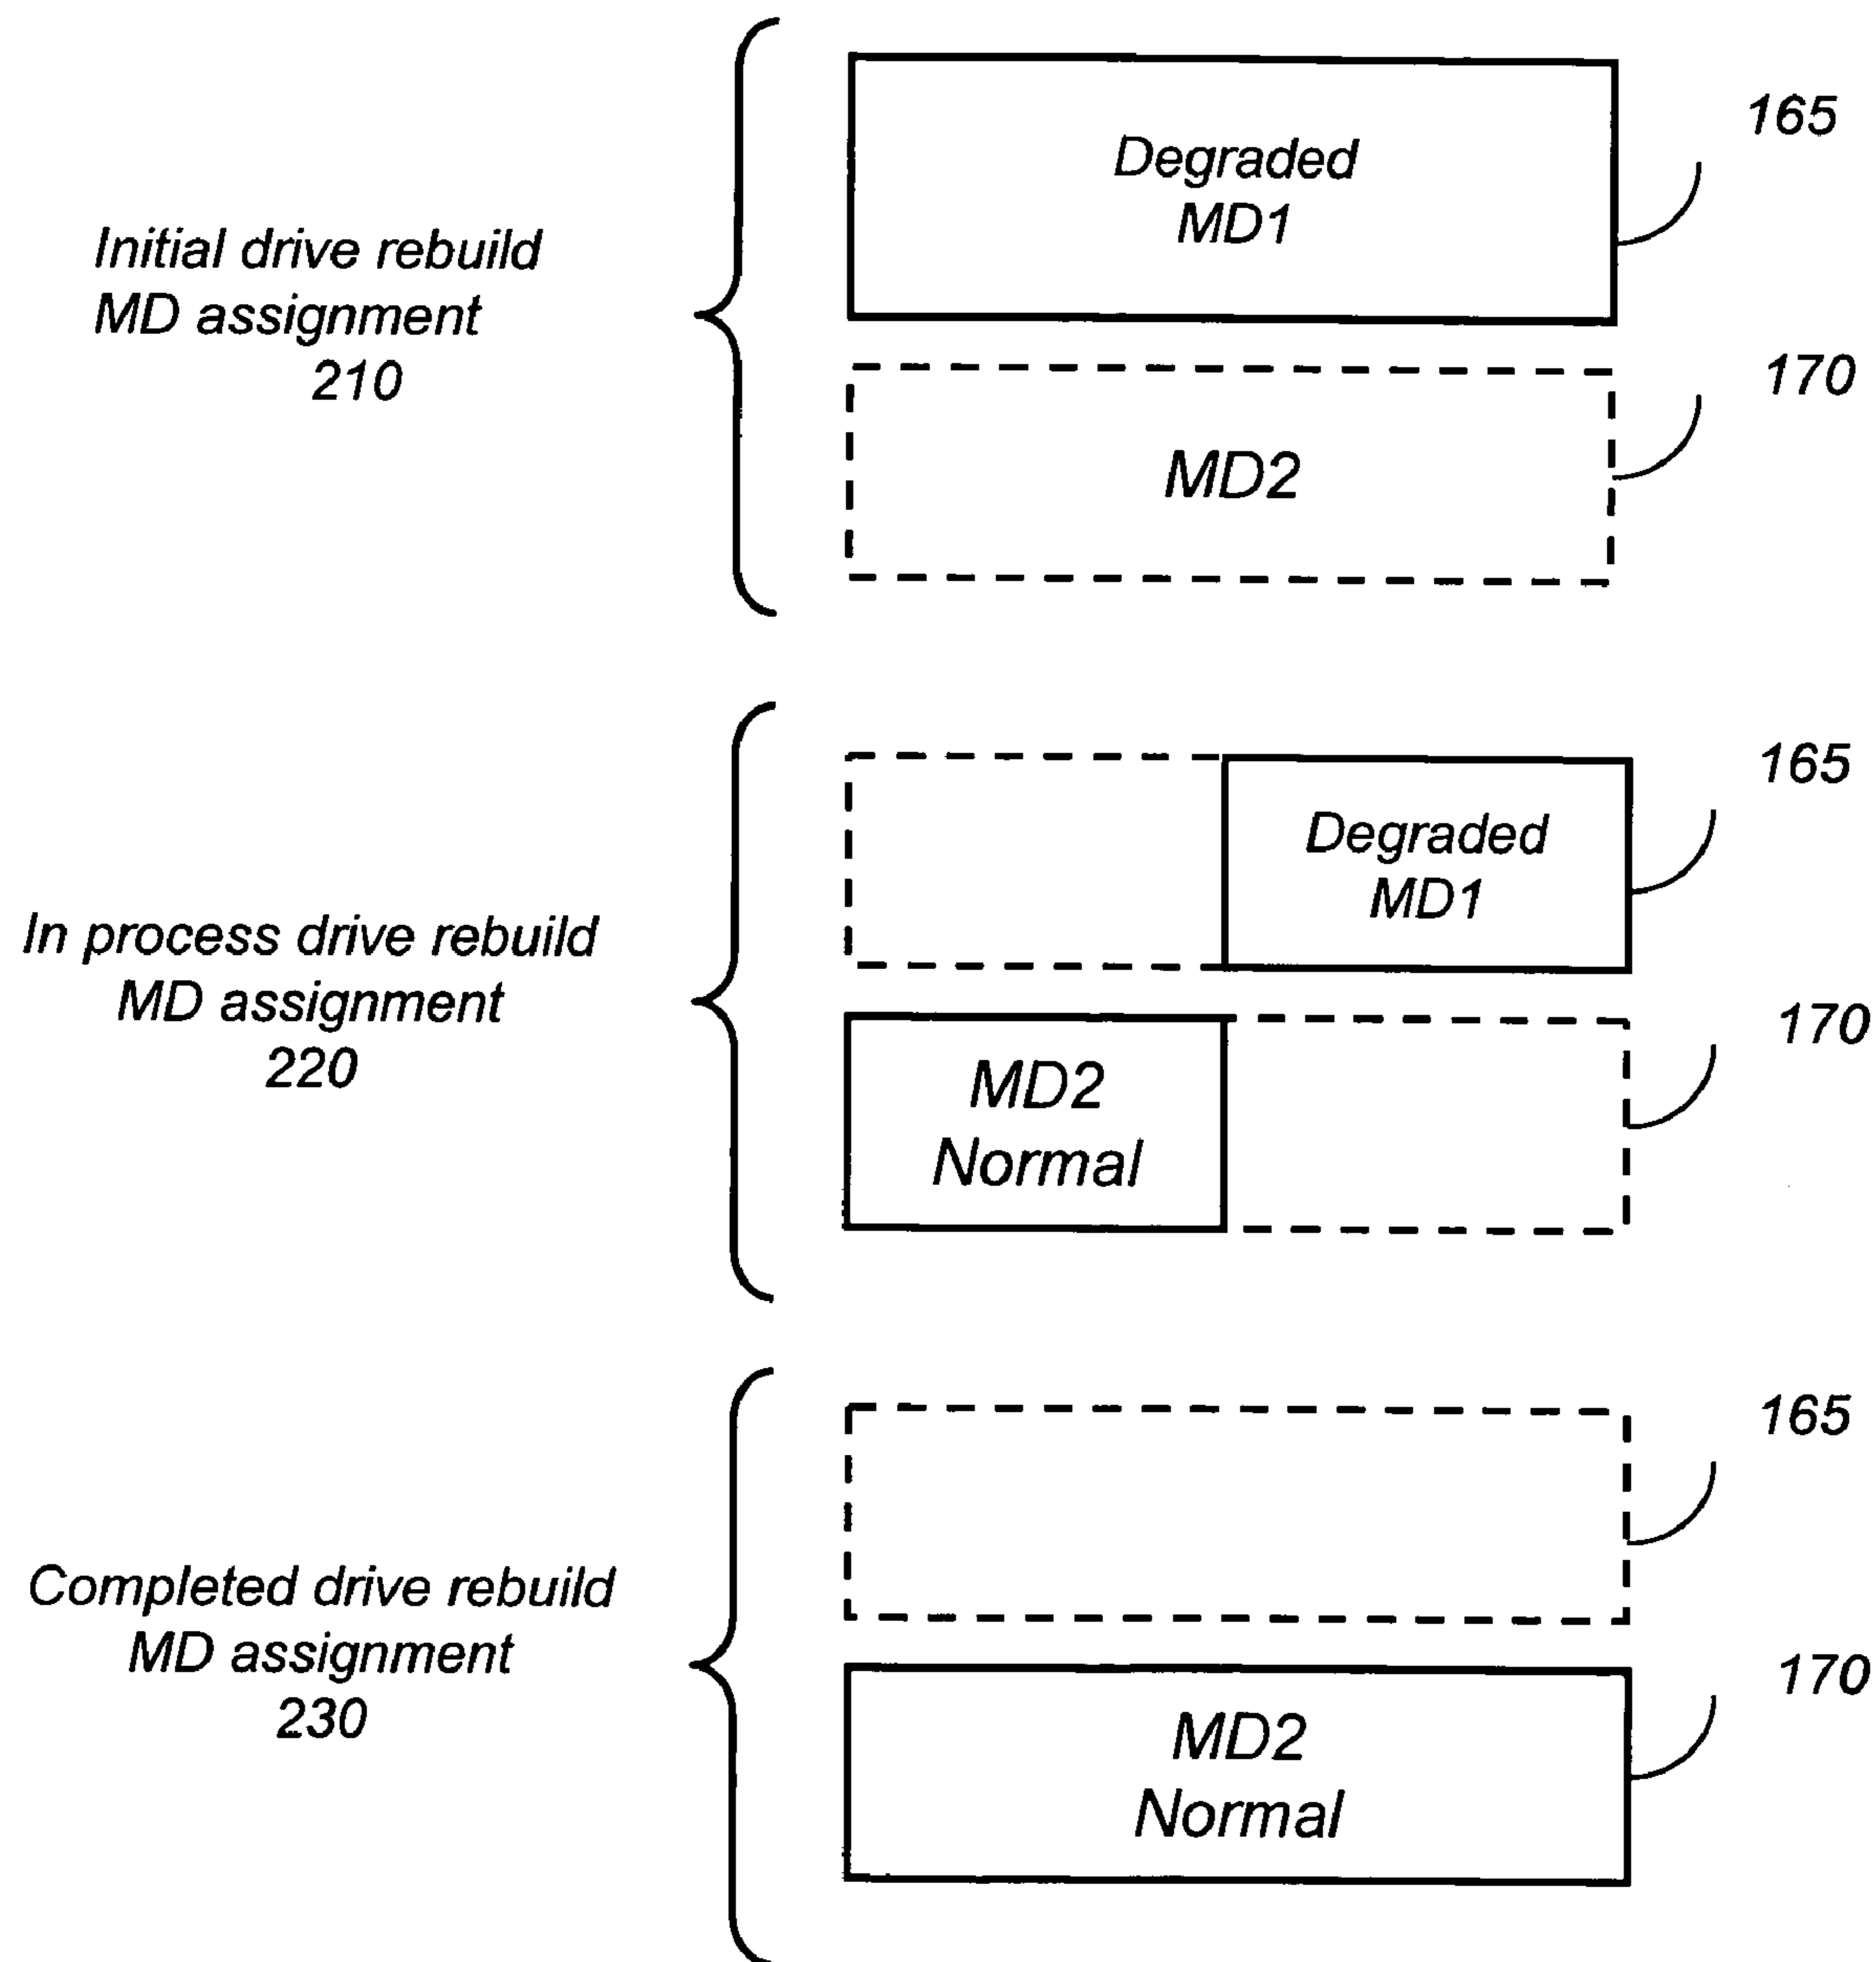 Initial drive rebuild
MD assignment
210
Degraded
MD1
165
MD2
170
In process drive rebuild
MD assignment
220
Degraded
MD1
165
MD2
Normal
170
Completed drive rebuild
MD assignment
230
165
MD2
Normal
170